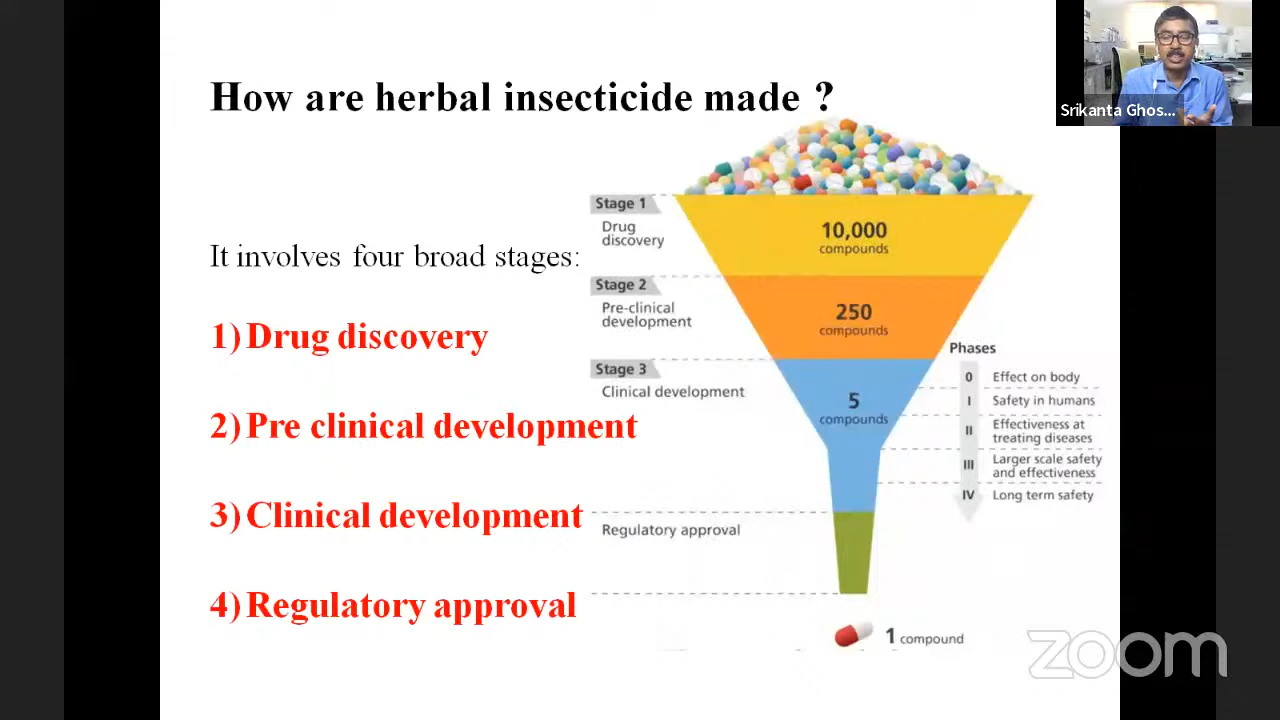 How are herbal insecticide made ?
Srikanta Ghos...
It involves four broad stages:
1) Drug discovery
2) Pre clinical development
3) Clinical development
4) Regulatory approval
Stage 1
Drug
discovery
10,000
compounds
Stage 2
Pre-clinical
development
250
compounds
Stage 3
Clinical development
5
compounds
Phases
0 Effect on body
I Safety in humans
II Effectiveness at
treating diseases
III Larger scale safety
and effectiveness
IV Long term safety
Regulatory approval
1 compound
zoom